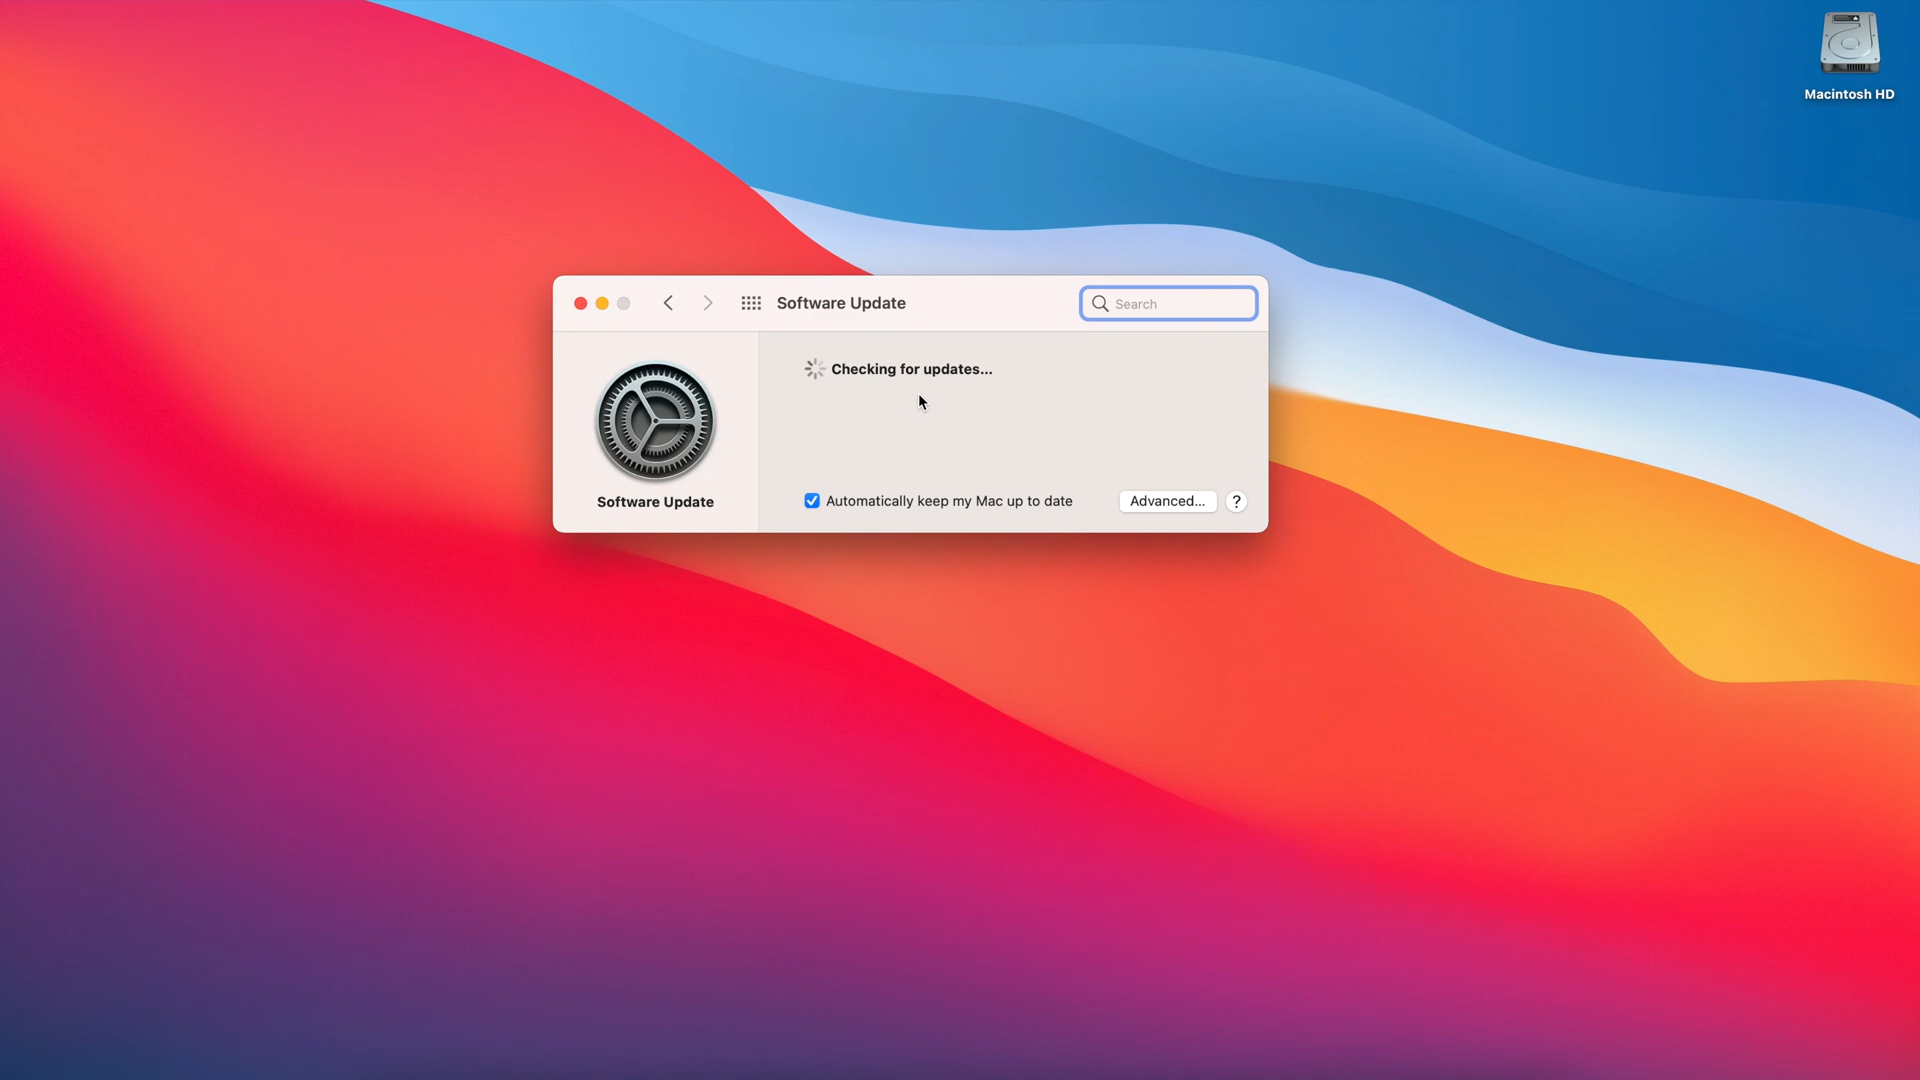 Macintosh HD
Software Update
Search
Checking for updates...
Software Update
Automatically keep my Mac up to date
Advanced...
?